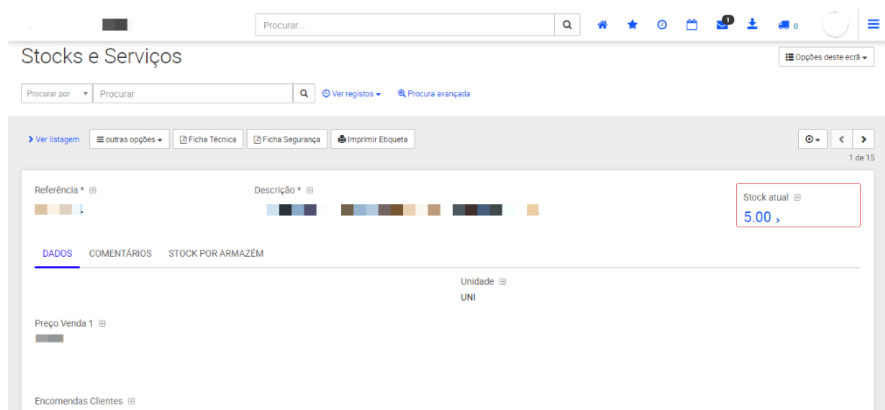 Procurar...
1
0
Stocks e Serviços
Opções deste ecrã
Procurar por Procurar Ver registos Procura avançada
Ver listagem outras opções Ficha Técnica Ficha Segurança Imprimir Etiqueta
1 de 15
Referência * Descrição * Stock atual
5.00
DADOS COMENTÁRIOS STOCK POR ARMAZÉM
Unidade
UNI
Preço Venda 1
Encomendas Clientes